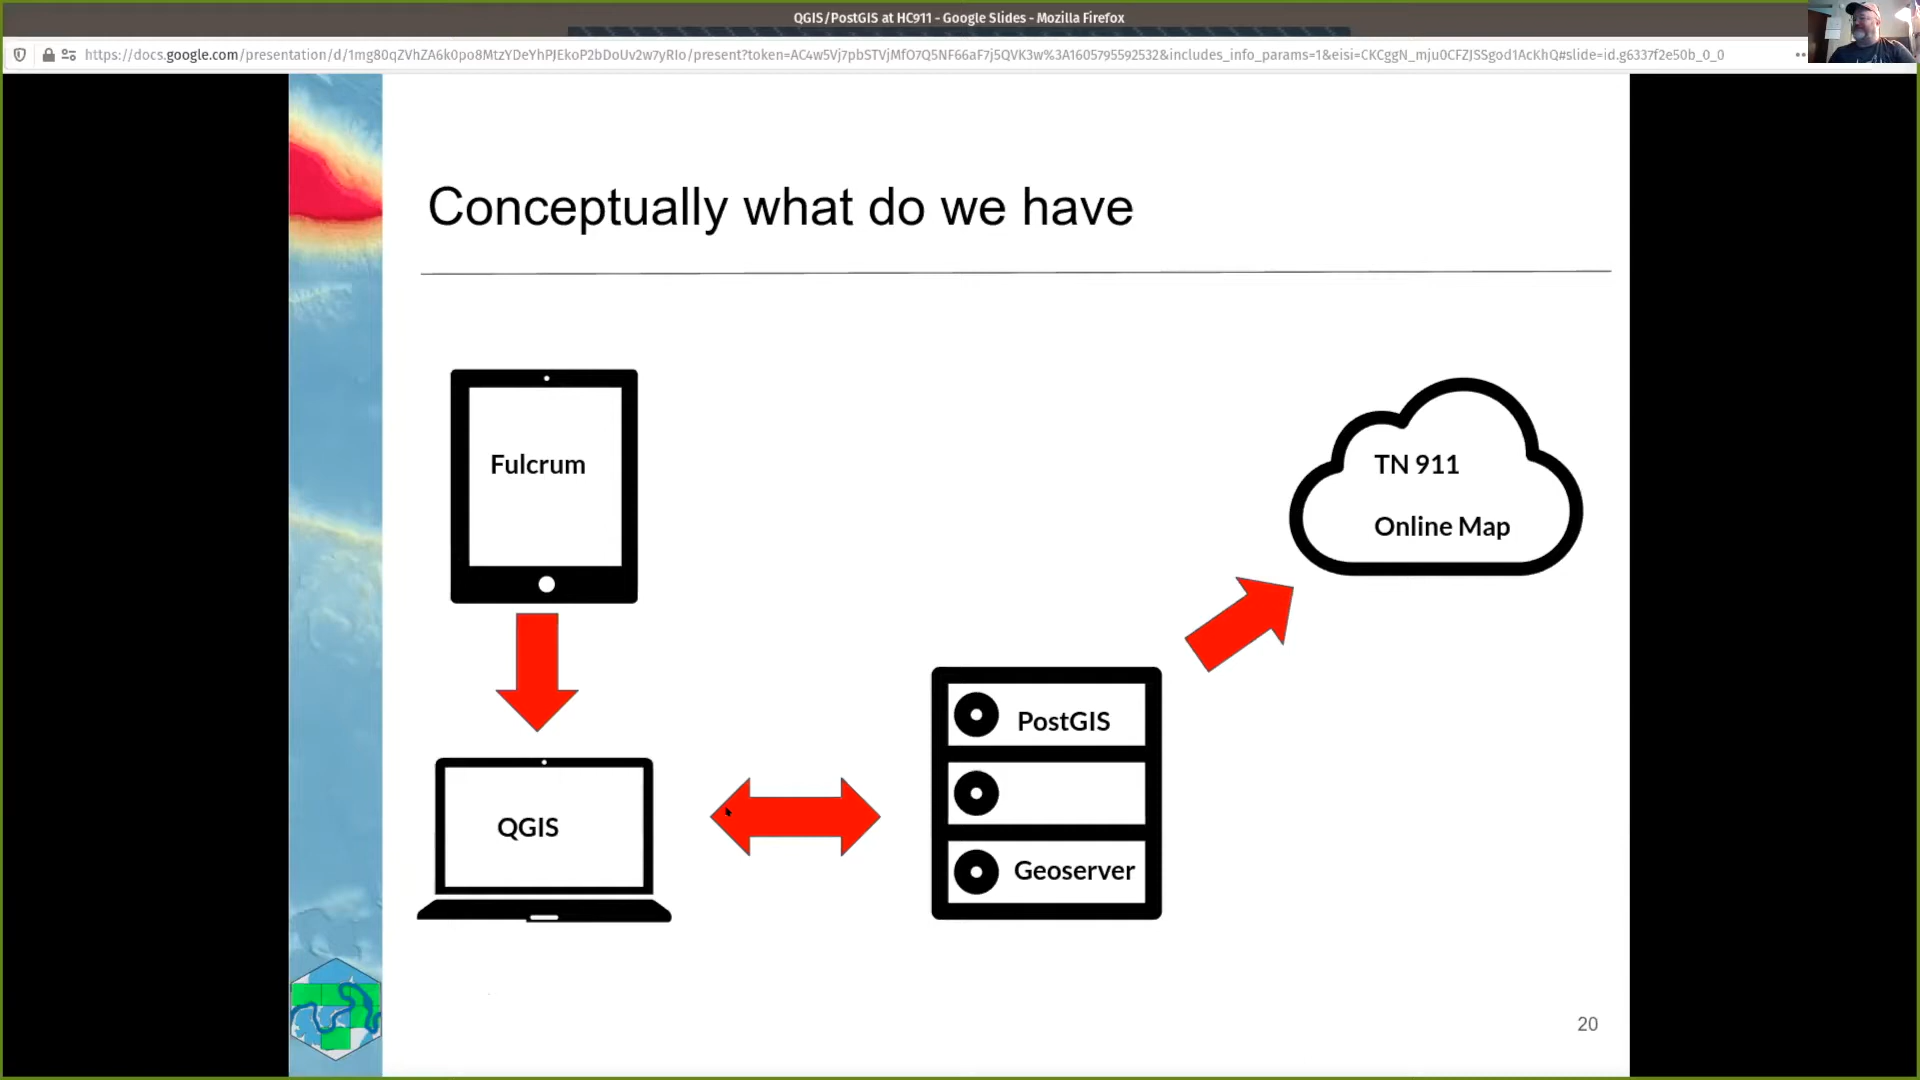 QGIS/PostGIS at HC911 - Google Slides - Mozilla Firefox
https://docs.google.com/presentation/d/1mg80qZVhZA6k0po8MtzYDeYhPJEkoP2bDoUv2w7yRIo/present?token=AC4w5Vj7pbSTVjMfO7Q5NF66aF7j5QVK3w%3A1605795592532&includes_info_params=1&eisi=CKCggN_mju0CFZJSSgod1AcKhQ#slide=id.g6337f2e50b_0_0
Conceptually what do we have
Fulcrum
TN 911
Online Map
PostGIS
QGIS
Geoserver
20